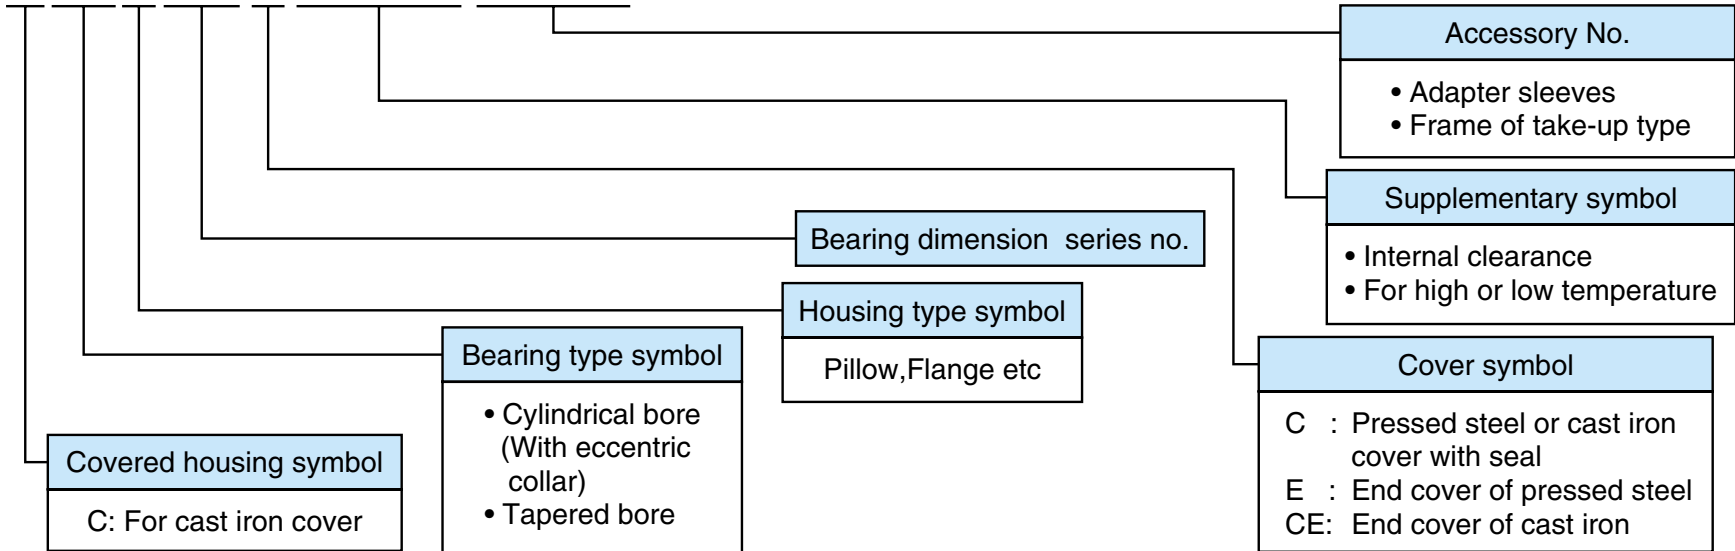 Accessory No.
• Adapter sleeves
• Frame of take-up type
Supplementary symbol
• Internal clearance
• For high or low temperature
Bearing dimension series no.
Housing type symbol
Pillow,Flange etc
Bearing type symbol
• Cylindrical bore
(With eccentric
collar)
• Tapered bore
Cover symbol
C : Pressed steel or cast iron
cover with seal
E : End cover of pressed steel
CE: End cover of cast iron
Covered housing symbol
C: For cast iron cover